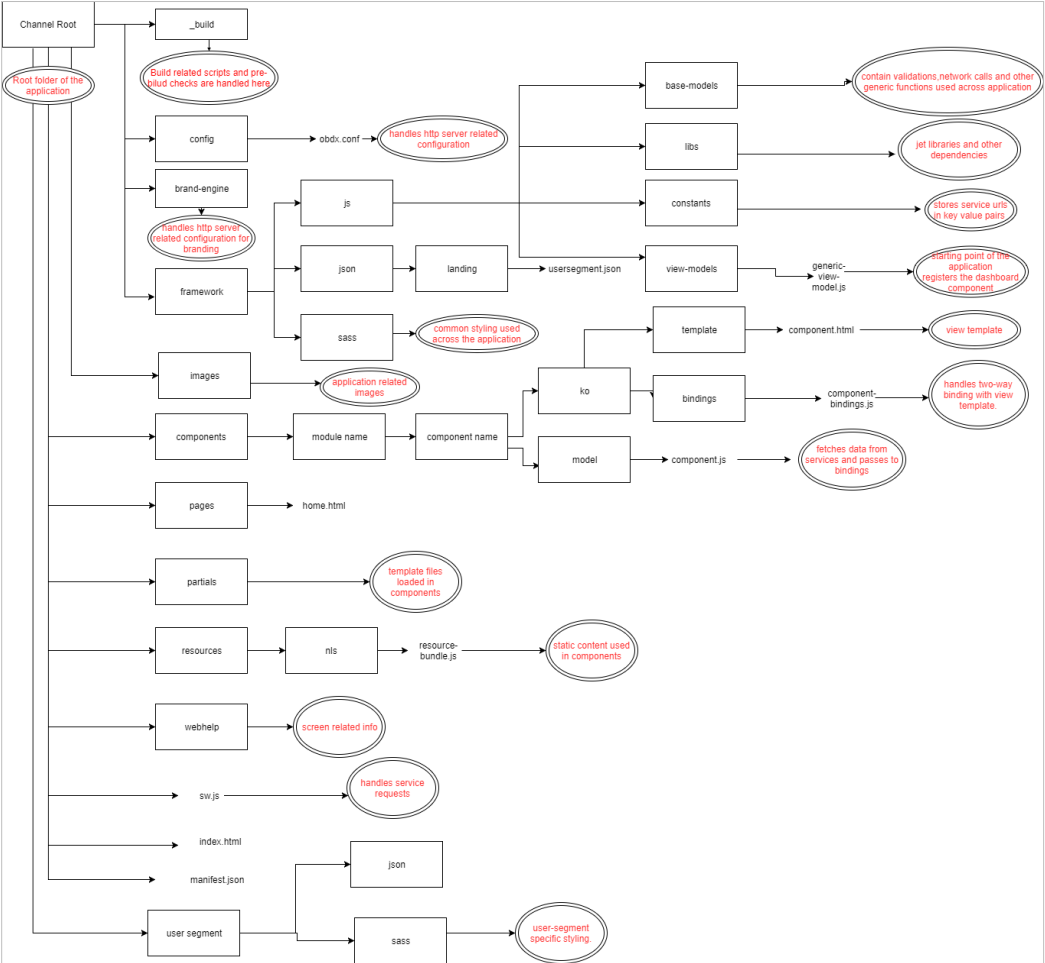 Channel Root
_build
Root folder of the
application
Build related scripts and pre-
bilud checks are handled here
base-models
contain validations,network calls and other
generic functions used across application
config
obdx.conf
handles http server related
configuration
libs
jet libraries and other
dependencies
brand-engine
js
constants
stores service urls
in key value pairs
handles http server
related configuration for
branding
framework
json
landing
usersegment.json
view-models
generic-
view-
model.js
starting point of the
application
registers the dashboard
component
sass
common styling used
across the application
template
component.html
view template
images
application related
images
ko
bindings
component-
bindings.js
handles two-way
binding with view
template.
components
module name
component name
model
component.js
fetches data from
services and passes to
bindings
pages
home.html
partials
template files
loaded in
components
resources
nls
resource-
bundle.js
static content used
in components
webhelp
screen related info
sw.js
handles service
requests
index.html
json
manifest.json
user segment
sass
user-segment
specific styling.